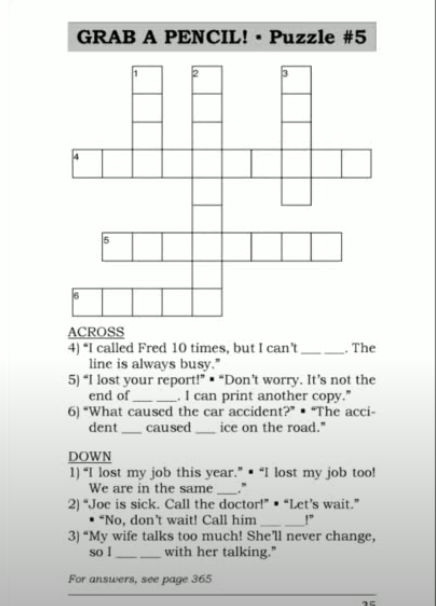 GRAB A PENCIL! • Puzzle #5
1
2
3
4
5
6
ACROSS
4) “I called Fred 10 times, but I can’t ___ ___. The
line is always busy.”
5) “I lost your report!” ▪ “Don’t worry. It’s not the
end of ___ ___. I can print another copy.”
6) “What caused the car accident?” ▪ “The acci-
dent ___ caused ___ ice on the road.”
DOWN
1) “I lost my job this year.” ▪ “I lost my job too!
We are in the same ___.”
2) “Joe is sick. Call the doctor!” ▪ “Let’s wait.”
▪ “No, don’t wait! Call him ___ ___!”
3) “My wife talks too much! She’ll never change,
so I ___ ___ with her talking.”
For answers, see page 365
35